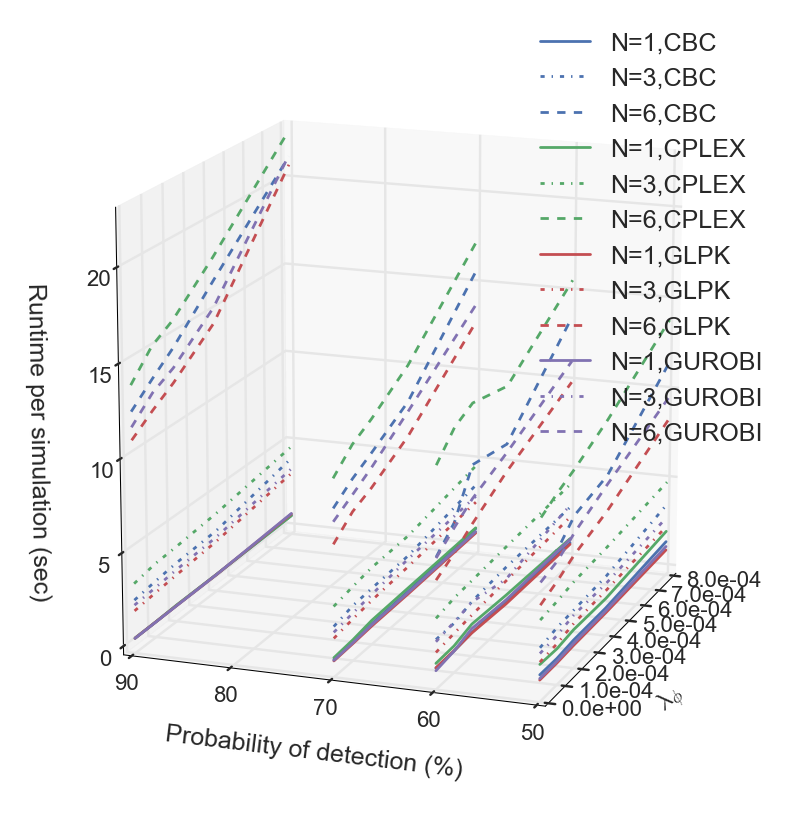 N=1,CBC
N=3,CBC
N=6,CBC
N=1,CPLEX
N=3,CPLEX
N=6,CPLEX
N=1,GLPK
N=3,GLPK
N=6,GLPK
N=1,GUROBI
N=3,GUROBI
N=6,GUROBI
20
15
10
5
0
Runtime per simulation (sec)
90
80
70
60
50
Probability of detection (%)
8.0e-04
7.0e-04
6.0e-04
5.0e-04
4.0e-04
3.0e-04
2.0e-04
1.0e-04
0.0e+00
λϕ